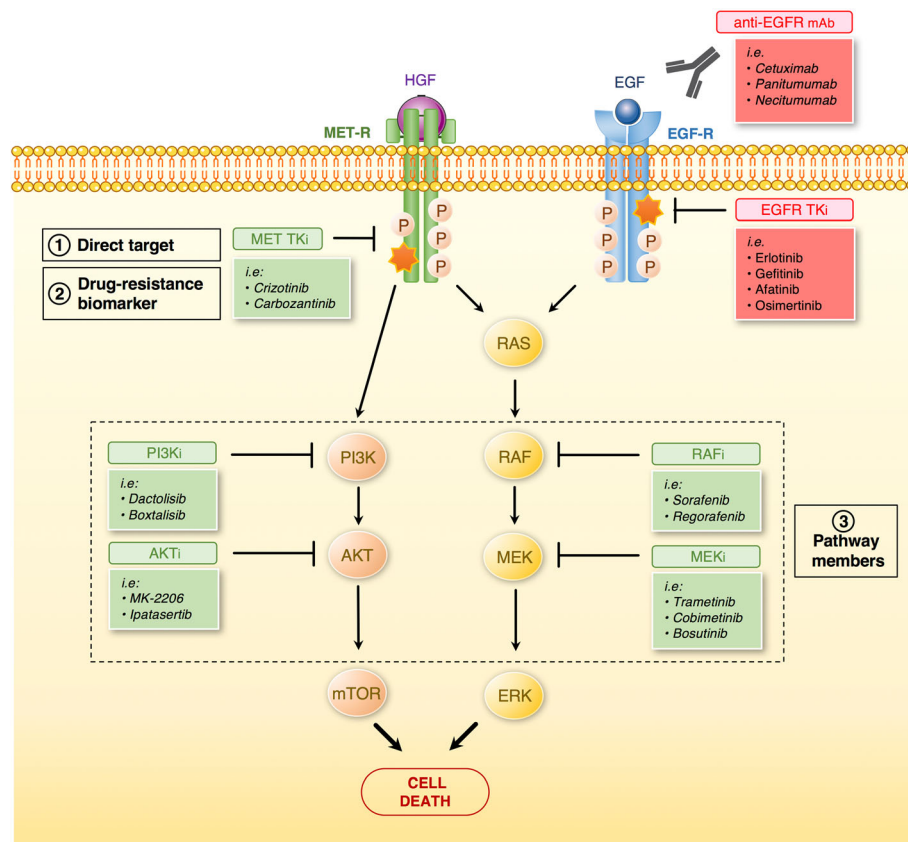 anti-EGFR mAb
i.e.
• Cetuximab
• Panitumumab
• Necitumumab
HGF
EGF
MET-R
EGF-R
P
P
P
P
P
P
P
P
P
P
① Direct target
② Drug-resistance
biomarker
MET TKi
i.e:
• Crizotinib
• Carbozantinib
EGFR TKi
i.e.
• Erlotinib
• Gefitinib
• Afatinib
• Osimertinib
RAS
PI3Ki
i.e:
• Dactolisib
• Boxtalisib
PI3K
RAF
RAFi
i.e:
• Sorafenib
• Regorafenib
③
Pathway
members
AKTi
i.e:
• MK-2206
• Ipatasertib
AKT
MEK
MEKi
i.e:
• Trametinib
• Cobimetinib
• Bosutinib
mTOR
ERK
CELL
DEATH